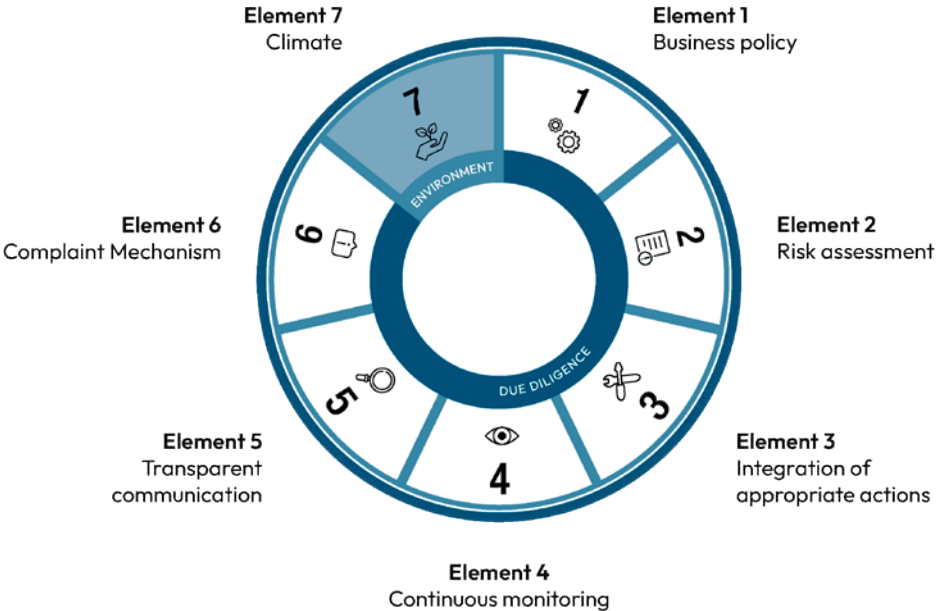 Element 7
Climate
Element 1
Business policy
7
1
ENVIRONMENT
Element 6
Complaint Mechanism
6
2
Element 2
Risk assessment
DUE DILIGENCE
5
3
4
Element 5
Transparent
communication
Element 3
Integration of
appropriate actions
Element 4
Continuous monitoring